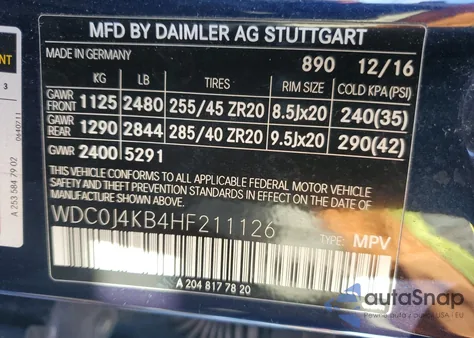 MFD BY DAIMLER AG STUTTGART
MADE IN GERMANY 890 12/16
KG LB TIRES RIM SIZE COLD KPA(PSI)
GAWR FRONT 1125 2480 255/45 ZR20 8.5Jx20 240(35)
GAWR REAR 1290 2844 285/40 ZR20 9.5Jx20 290(42)
GVWR 2400 5291
THIS VEHICLE CONFORMS TO ALL APPLICABLE FEDERAL MOTOR VEHICLE
SAFETY BUMPER, AND THEFT PREVENTION STANDARDS IN EFFECT ON THE DATE OF
MANUFACTURE SHOWN ABOVE.
WDC0J4KB4HF211126 TYPE: MPV
A 204 817 78 20
3
0640711
A 253 584 79 02
autoSnap